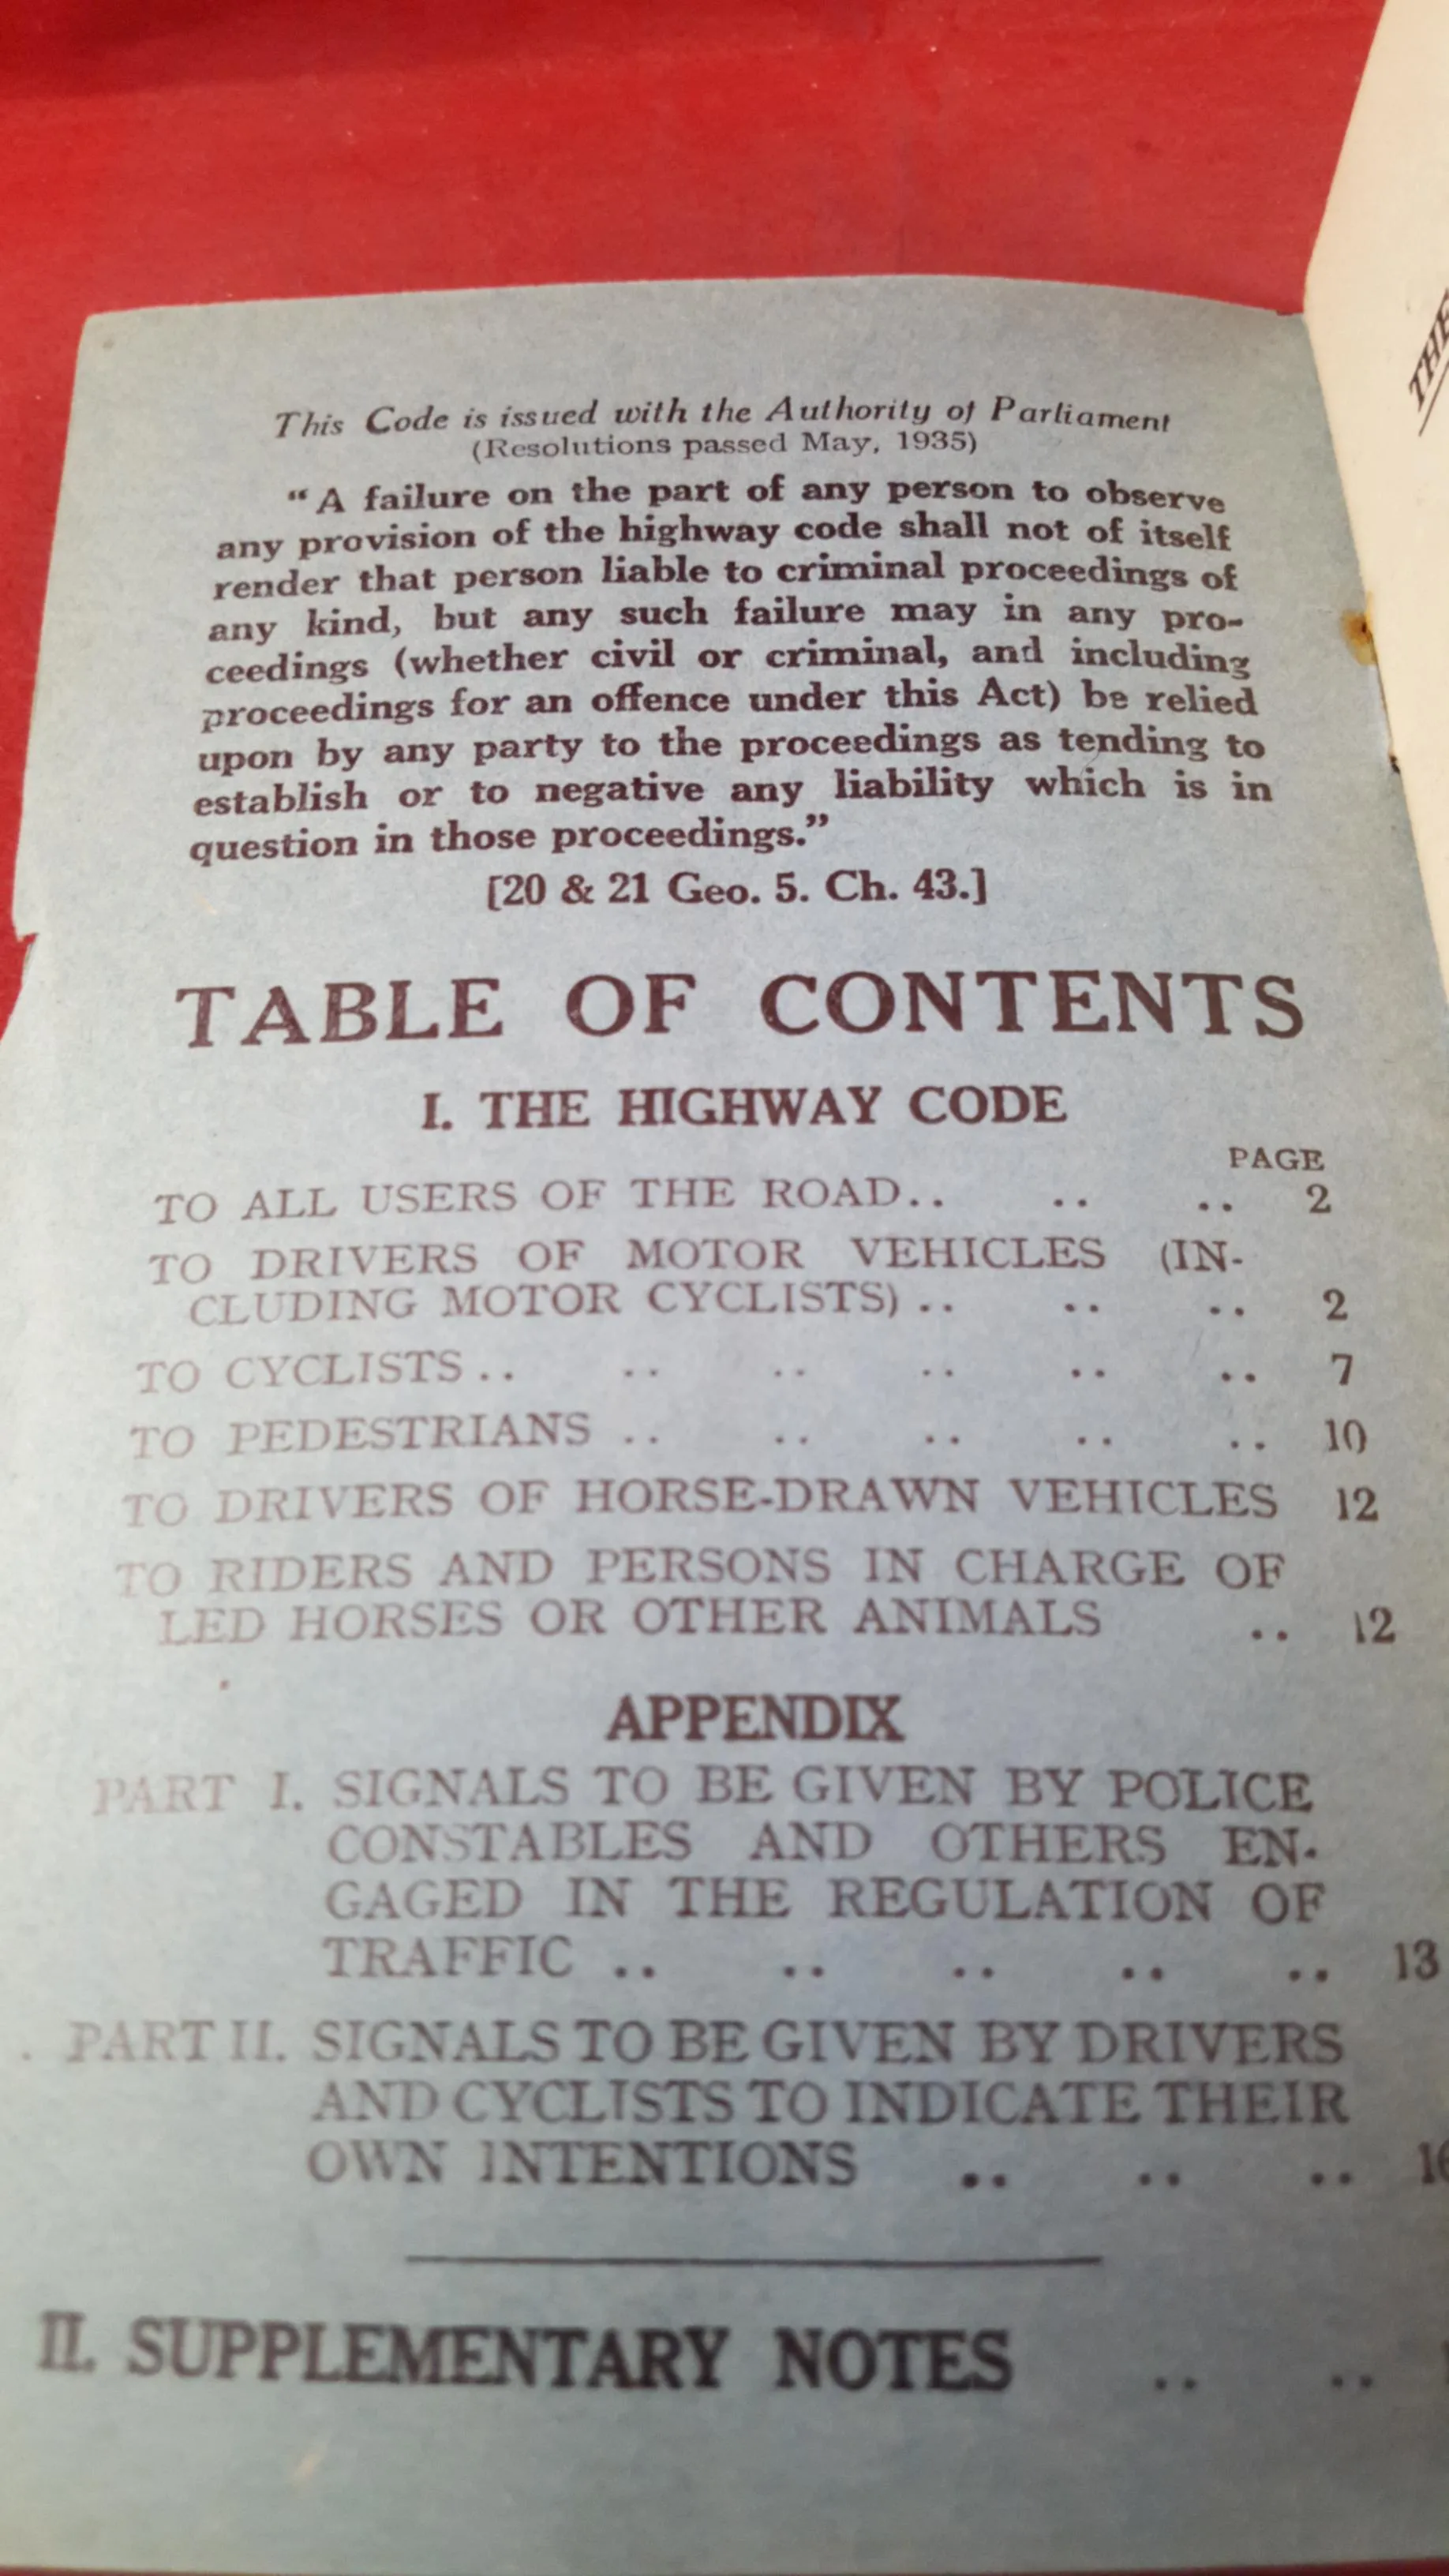 This Code is issued with the Authority of Parliament
(Resolutions passed May, 1935)
“A failure on the part of any person to observe
any provision of the highway code shall not of itself
render that person liable to criminal proceedings of
any kind, but any such failure may in any pro-
ceedings (whether civil or criminal, and including
proceedings for an offence under this Act) be relied
upon by any party to the proceedings as tending to
establish or to negative any liability which is in
question in those proceedings.”
[20 & 21 Geo. 5. Ch. 43.]
TABLE OF CONTENTS
I. THE HIGHWAY CODE
PAGE
TO ALL USERS OF THE ROAD.. .. .. 2
TO DRIVERS OF MOTOR VEHICLES (IN-
CLUDING MOTOR CYCLISTS) .. .. .. 2
TO CYCLISTS .. .. .. .. .. .. 7
TO PEDESTRIANS .. .. .. .. .. 10
TO DRIVERS OF HORSE-DRAWN VEHICLES 12
TO RIDERS AND PERSONS IN CHARGE OF
LED HORSES OR OTHER ANIMALS .. 12
APPENDIX
PART I. SIGNALS TO BE GIVEN BY POLICE
CONSTABLES AND OTHERS EN-
GAGED IN THE REGULATION OF
TRAFFIC .. .. .. .. .. 13
PART II. SIGNALS TO BE GIVEN BY DRIVERS
AND CYCLISTS TO INDICATE THEIR
OWN INTENTIONS .. .. ..
II. SUPPLEMENTARY NOTES .. ..
THE